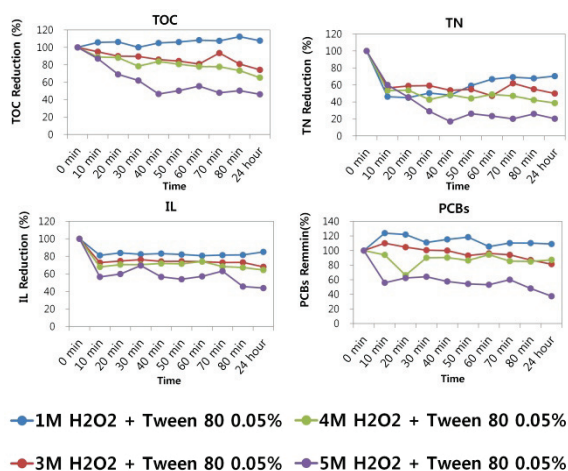 TOC
TOC Reduction (%)
120
100
80
60
40
20
0
0 min
10 min
20 min
30 min
40 min
50 min
60 min
70 min
80 min
24 hour
Time
TN
TN Reduction (%)
120
100
80
60
40
20
0
0 min
10 min
20 min
30 min
40 min
50 min
60 min
70 min
80 min
24 hour
Time
IL
IL Reduction (%)
120
100
80
60
40
20
0
0 min
10 min
20 min
30 min
40 min
50 min
60 min
70 min
80 min
24 hour
Time
PCBs
PCBs Remmin(%)
140
120
100
80
60
40
20
0
0 min
10 min
20 min
30 min
40 min
50 min
60 min
70 min
80 min
24 hour
Time
1M H2O2 + Tween 80 0.05%
4M H2O2 + Tween 80 0.05%
3M H2O2 + Tween 80 0.05%
5M H2O2 + Tween 80 0.05%